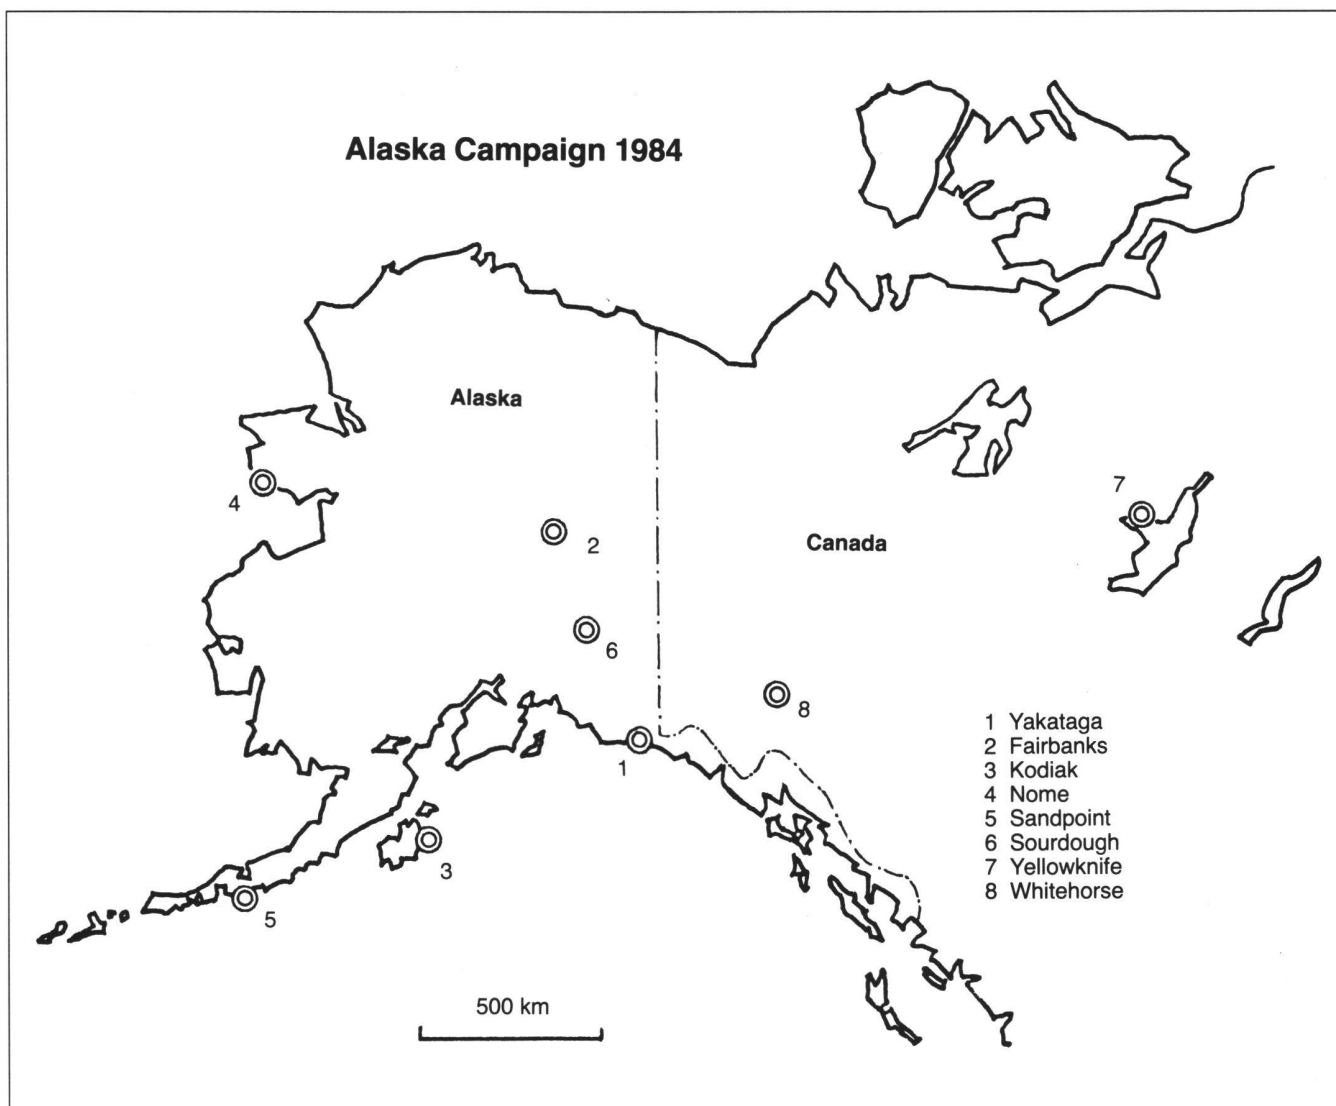 Alaska Campaign 1984
Alaska
4
7
2
Canada
6
8
1
3
5
1 Yakataga
2 Fairbanks
3 Kodiak
4 Nome
5 Sandpoint
6 Sourdough
7 Yellowknife
8 Whitehorse
500 km